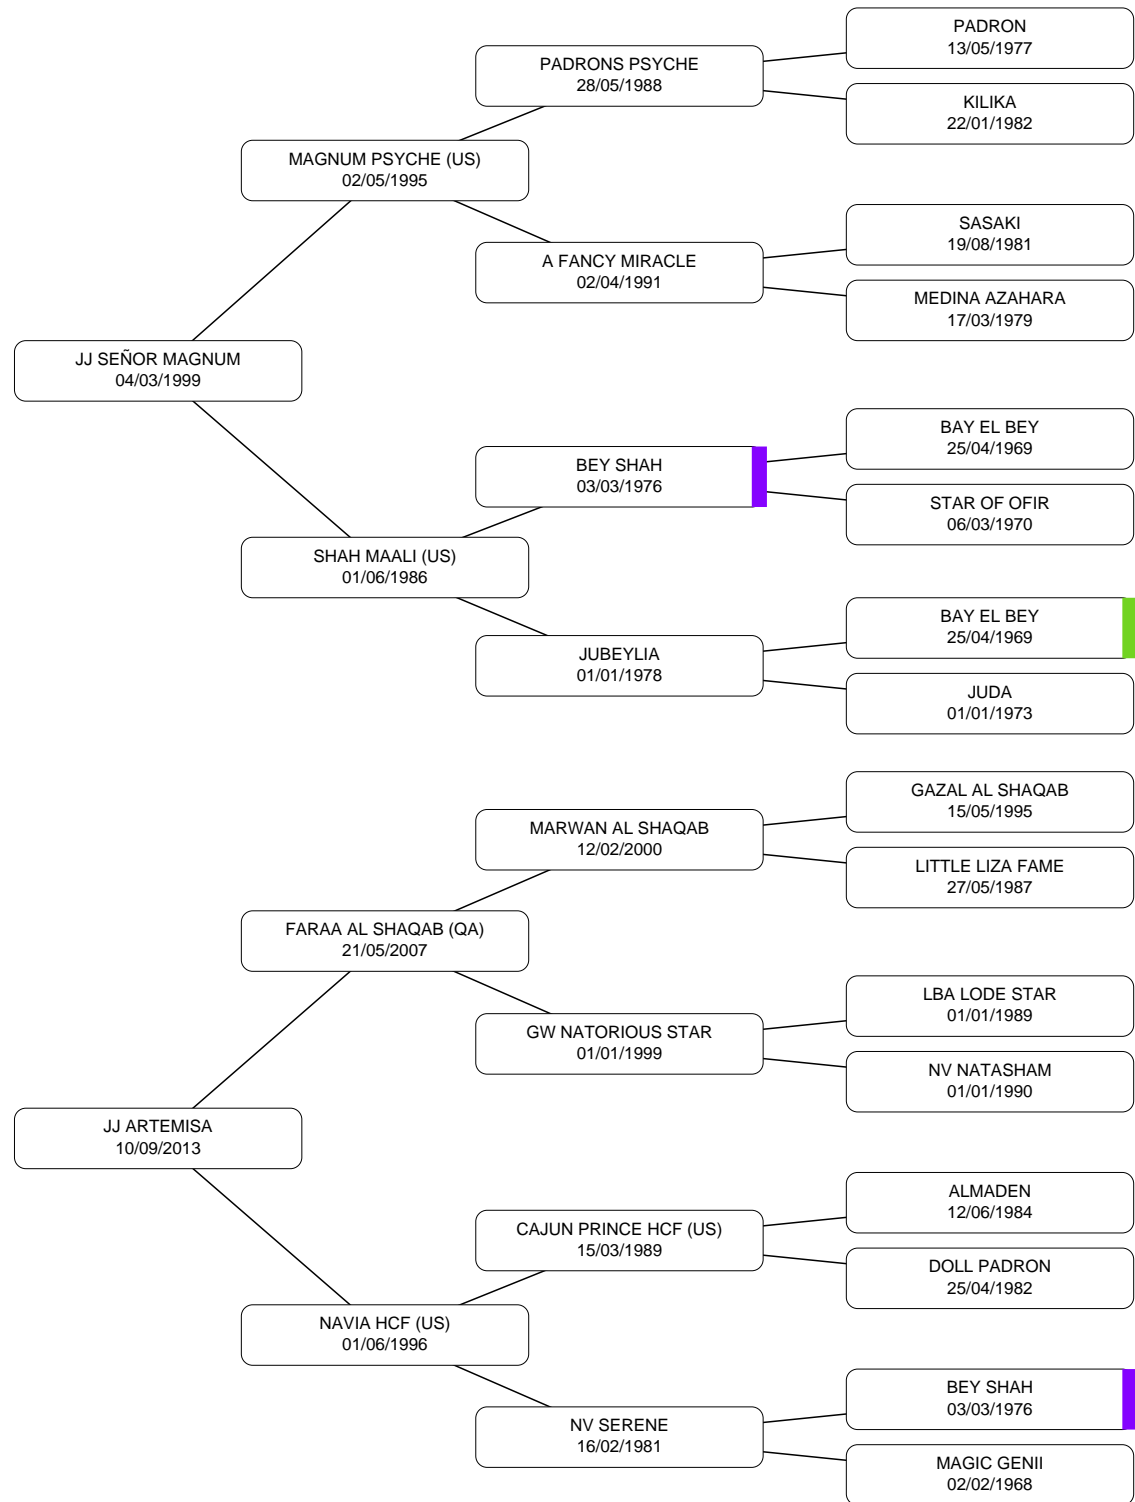 PADRON
13/05/1977
PADRONS PSYCHE
28/05/1988
KILIKA
22/01/1982
MAGNUM PSYCHE (US)
02/05/1995
SASAKI
19/08/1981
A FANCY MIRACLE
02/04/1991
MEDINA AZAHARA
17/03/1979
JJ SEÑOR MAGNUM
04/03/1999
BAY EL BEY
25/04/1969
BEY SHAH
03/03/1976
STAR OF OFIR
06/03/1970
SHAH MAALI (US)
01/06/1986
BAY EL BEY
25/04/1969
JUBEYLIA
01/01/1978
JUDA
01/01/1973
GAZAL AL SHAQAB
15/05/1995
MARWAN AL SHAQAB
12/02/2000
LITTLE LIZA FAME
27/05/1987
FARAA AL SHAQAB (QA)
21/05/2007
LBA LODE STAR
01/01/1989
GW NATORIOUS STAR
01/01/1999
NV NATASHAM
01/01/1990
JJ ARTEMISA
10/09/2013
ALMADEN
12/06/1984
CAJUN PRINCE HCF (US)
15/03/1989
DOLL PADRON
25/04/1982
NAVIA HCF (US)
01/06/1996
BEY SHAH
03/03/1976
NV SERENE
16/02/1981
MAGIC GENII
02/02/1968